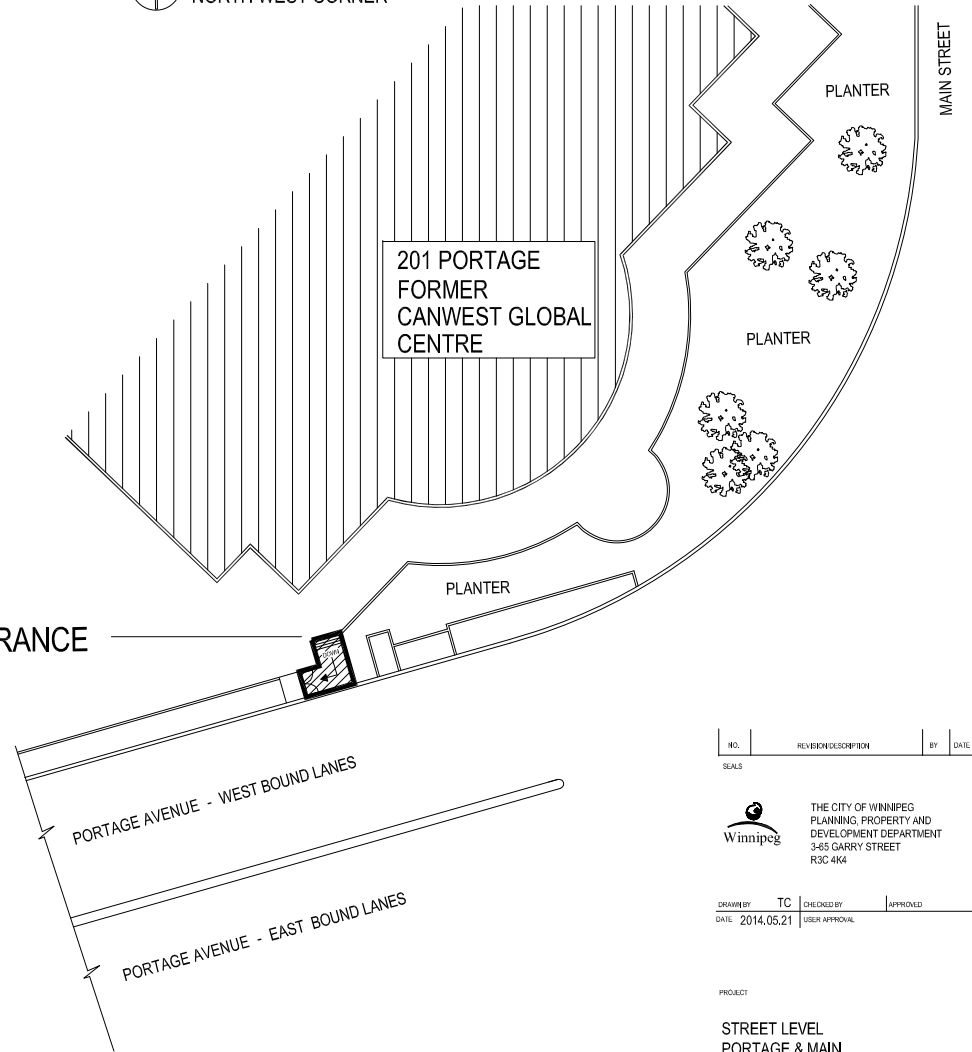 NORTH WEST CORNER
MAIN STREET
PLANTER
201 PORTAGE
FORMER
CANWEST GLOBAL
CENTRE
PLANTER
PLANTER
RANCE
DOWN
PORTAGE AVENUE - WEST BOUND LANES
PORTAGE AVENUE - EAST BOUND LANES
NO. REVISION/DESCRIPTION BY DATE
SEALS
Winnipeg
THE CITY OF WINNIPEG
PLANNING, PROPERTY AND
DEVELOPMENT DEPARTMENT
3-65 GARRY STREET
R3C 4K4
DRAWN BY TC CHECKED BY APPROVED
DATE 2014.05.21 USER APPROVAL
PROJECT
STREET LEVEL
PORTAGE & MAIN